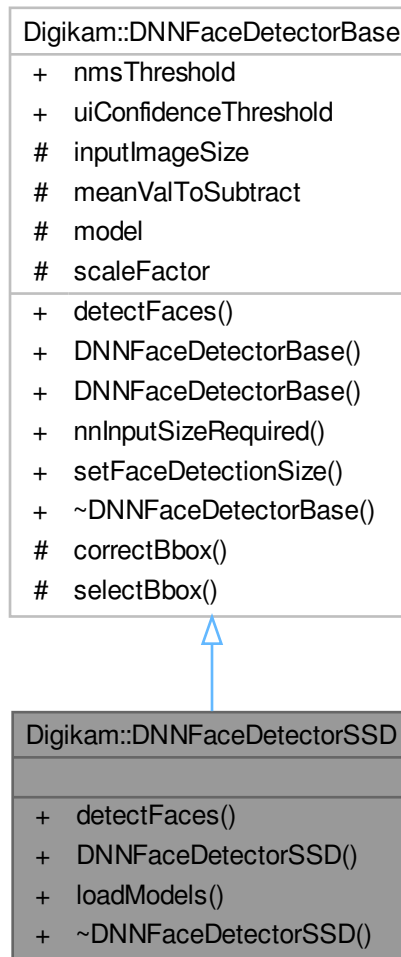 Digikam::DNNFaceDetectorBase
+ nmsThreshold
+ uiConfidenceThreshold
# inputImageSize
# meanValToSubtract
# model
# scaleFactor
+ detectFaces()
+ DNNFaceDetectorBase()
+ DNNFaceDetectorBase()
+ nnInputSizeRequired()
+ setFaceDetectionSize()
+ ~DNNFaceDetectorBase()
# correctBbox()
# selectBbox()
Digikam::DNNFaceDetectorSSD
+ detectFaces()
+ DNNFaceDetectorSSD()
+ loadModels()
+ ~DNNFaceDetectorSSD()